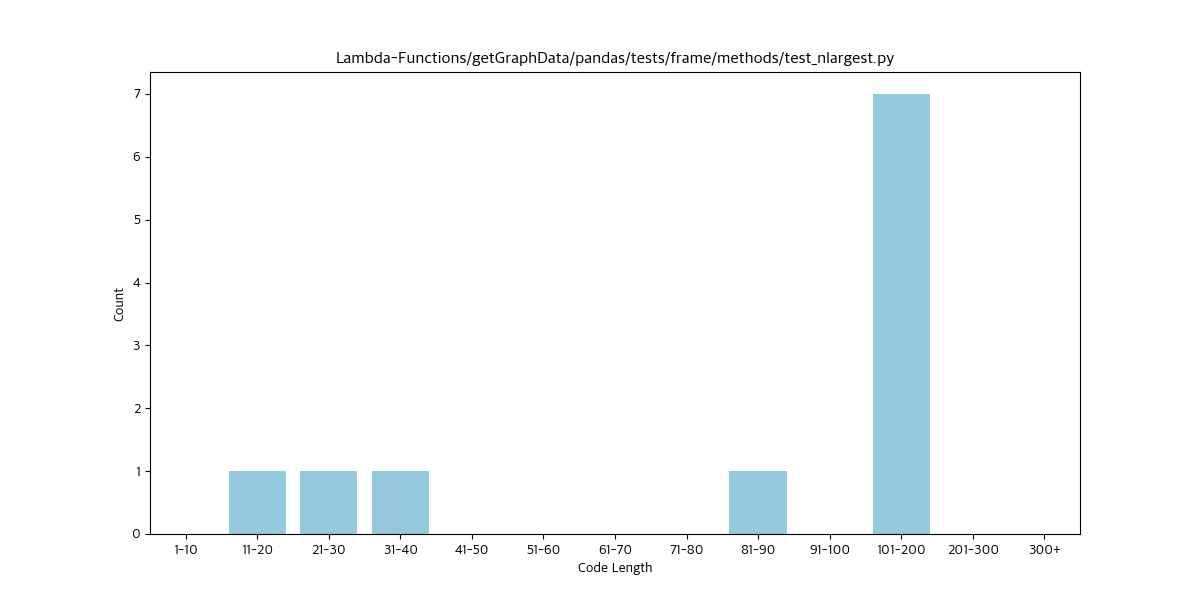 Lambda-Functions/getGraphData/pandas/tests/frame/methods/test_nlargest.py
7
6
5
4
3
2
1
0
Count
1-10 11-20 21-30 31-40 41-50 51-60 61-70 71-80 81-90 91-100 101-200 201-300 300+
Code Length